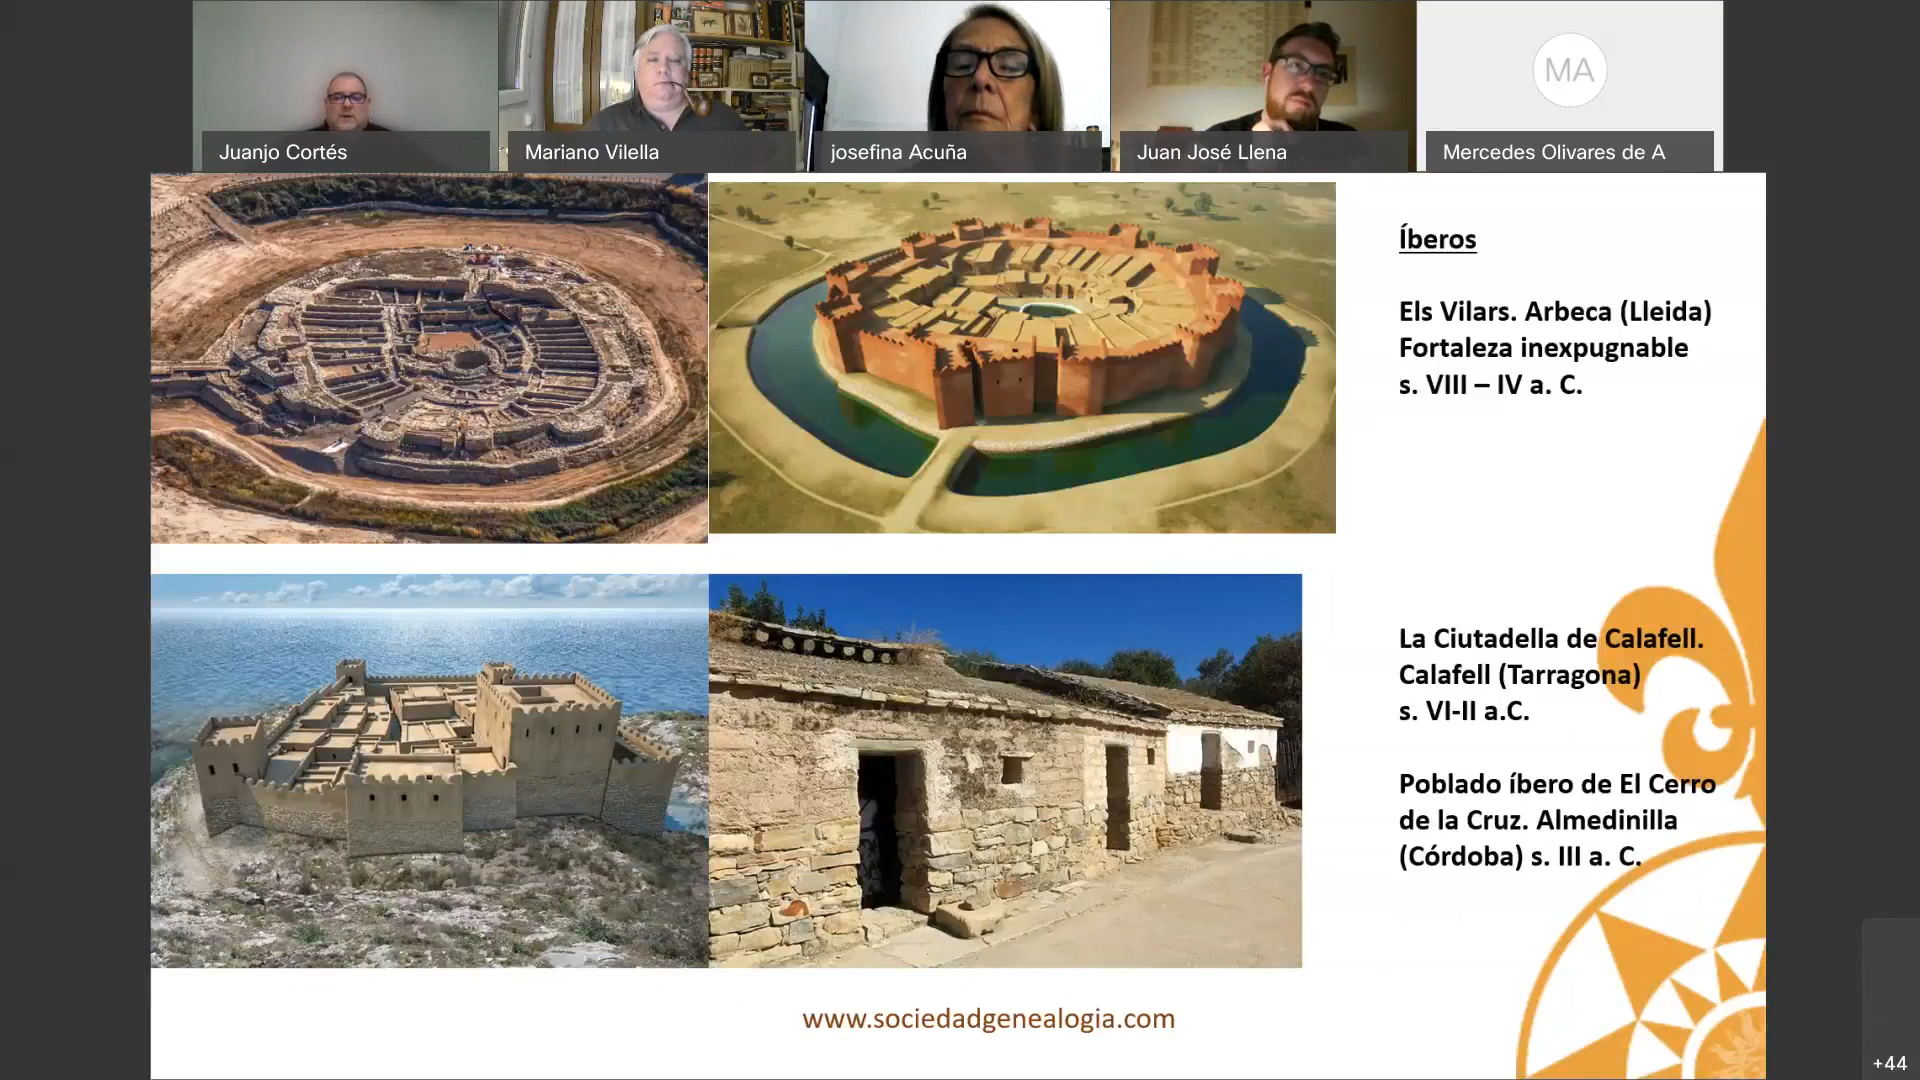 MA
Juanjo Cortés
Mariano Vilella
josefina Acuña
Juan José Llena
Mercedes Olivares de A
Íberos
Els Vilars. Arbeca (Lleida)
Fortaleza inexpugnable
s. VIII – IV a. C.
La Ciutadella de Calafell.
Calafell (Tarragona)
s. VI-II a.C.
Poblado íbero de El Cerro
de la Cruz. Almedinilla
(Córdoba) s. III a. C.
www.sociedadgenealogia.com
+44